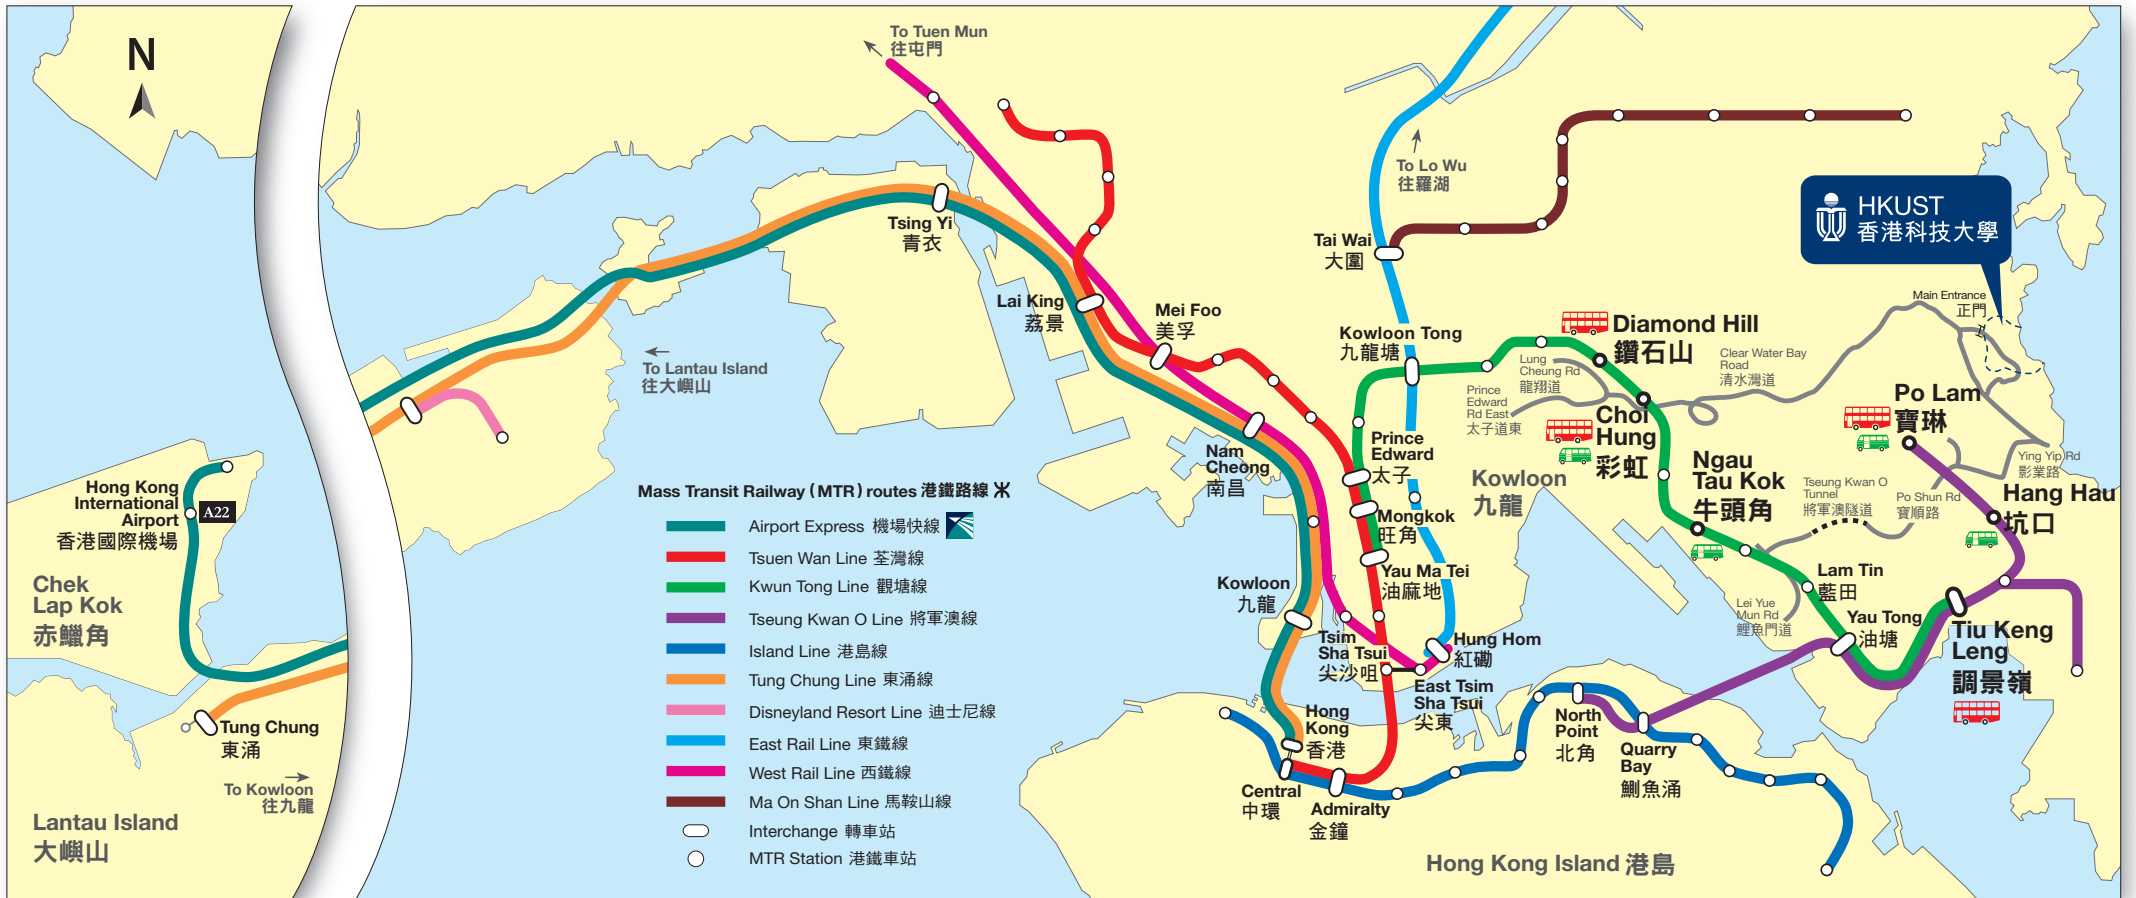 N
To Tuen Mun
往屯門
To Lo Wu
往羅湖
HKUST
香港科技大學
Tsing Yi
青衣
Tai Wai
大圍
Lai King
荔景
Mei Foo
美孚
Main Entrance
正門
Kowloon Tong
九龍塘
Diamond Hill
鑽石山
Lung
Cheung Rd
龍翔道
Clear Water Bay
Road
清水灣道
To Lantau Island
往大嶼山
Prince
Edward
Rd East
太子道東
Choi
Hung
彩虹
Po Lam
寶琳
Prince
Edward
太子
Nam
Cheong
南昌
Kowloon
九龍
Ngau
Tau Kok
牛頭角
Ying Yip Rd
影業路
Tseung Kwan O
Tunnel
將軍澳隧道
Po Shun Rd
寶順路
Hang Hau
坑口
Hong Kong
International
Airport
香港國際機場
A22
Mongkok
旺角
Mass Transit Railway (MTR) routes 港鐵路線
Airport Express 機場快線
Tsuen Wan Line 荃灣線
Kwun Tong Line 觀塘線
Tseung Kwan O Line 將軍澳線
Island Line 港島線
Tung Chung Line 東涌線
Disneyland Resort Line 迪士尼線
East Rail Line 東鐵線
West Rail Line 西鐵線
Ma On Shan Line 馬鞍山線
Interchange 轉車站
MTR Station 港鐵車站
Chek
Lap Kok
赤鱲角
Kowloon
九龍
Yau Ma Tei
油麻地
Lam Tin
藍田
Lei Yue
Mun Rd
鯉魚門道
Yau Tong
油塘
Tiu Keng
Leng
調景嶺
Tsim
Sha Tsui
尖沙咀
Hung Hom
紅磡
East Tsim
Sha Tsui
尖東
Tung Chung
東涌
To Kowloon
往九龍
Hong
Kong
香港
North
Point
北角
Quarry
Bay
鰂魚涌
Central
中環
Admiralty
金鐘
Lantau Island
大嶼山
Hong Kong Island 港島